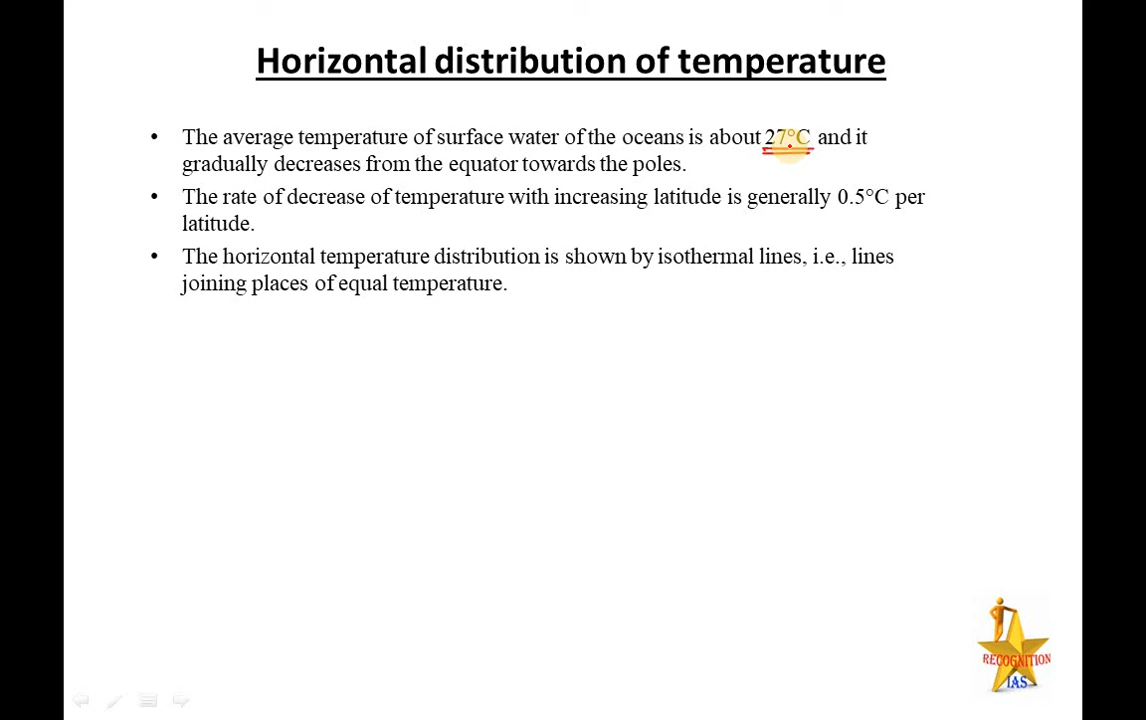 Horizontal distribution of temperature
• The average temperature of surface water of the oceans is about 27°C and it
gradually decreases from the equator towards the poles.
• The rate of decrease of temperature with increasing latitude is generally 0.5°C per
latitude.
• The horizontal temperature distribution is shown by isothermal lines, i.e., lines
joining places of equal temperature.
RECOGNITION
IAS